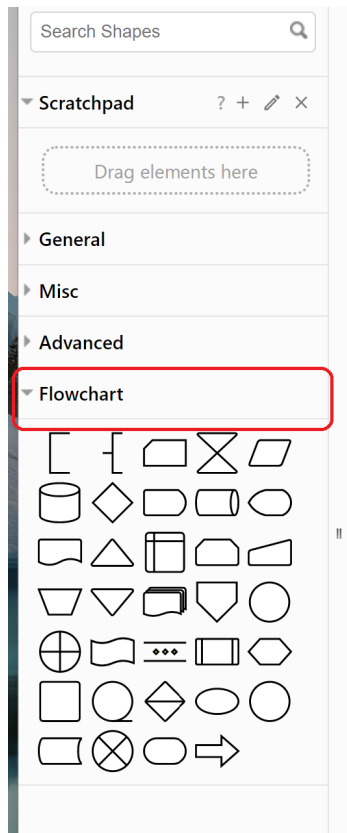 Search Shapes
Scratchpad ? + ×
Drag elements here
General
Misc
Advanced
Flowchart